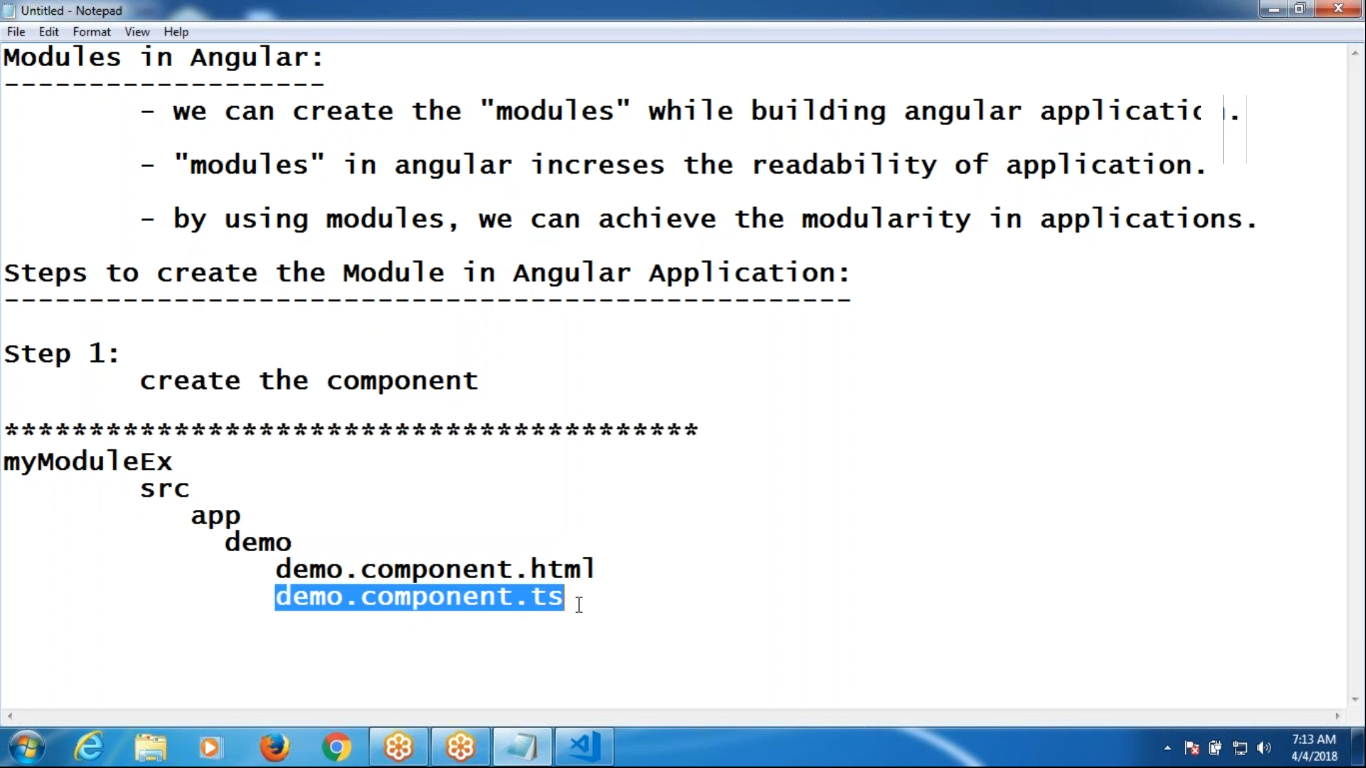 Untitled - Notepad
File Edit Format View Help
Modules in Angular:
-------------------
- we can create the "modules" while building angular application.
- "modules" in angular increses the readability of application.
- by using modules, we can achieve the modularity in applications.
Steps to create the Module in Angular Application:
--------------------------------------------------
Step 1:
create the component
*****************************************
myModuleEx
src
app
demo
demo.component.html
demo.component.ts
7:13 AM
4/4/2018